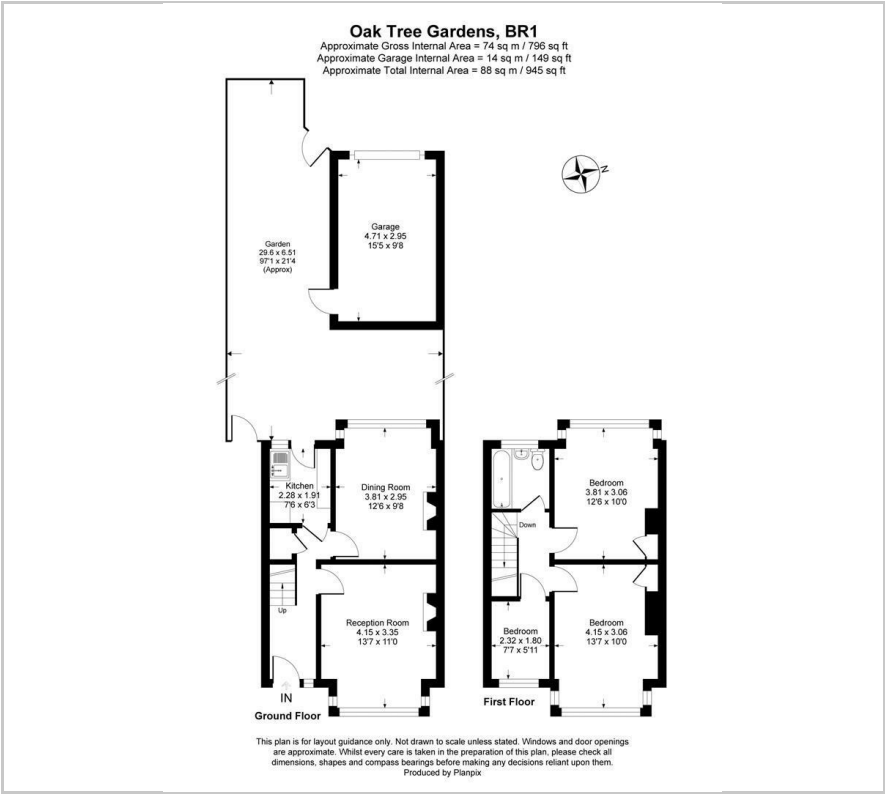 Oak Tree Gardens, BR1
Approximate Gross Internal Area = 74 sq m / 796 sq ft
Approximate Garage Internal Area = 14 sq m / 149 sq ft
Approximate Total Internal Area = 88 sq m / 945 sq ft
N
Garage
4.71 x 2.95
15'5 x 9'8
Garden
29.6 x 6.51
97'1 x 21'4
(Approx)
Kitchen
2.28 x 1.91
7'6 x 6'3
Dining Room
3.81 x 2.95
12'6 x 9'8
Up
Reception Room
4.15 x 3.35
13'7 x 11'0
IN
Ground Floor
Bedroom
3.81 x 3.06
12'6 x 10'0
Down
Bedroom
2.32 x 1.80
7'7 x 5'11
Bedroom
4.15 x 3.06
13'7 x 10'0
First Floor
This plan is for layout guidance only. Not drawn to scale unless stated. Windows and door openings
are approximate. Whilst every care is taken in the preparation of this plan, please check all
dimensions, shapes and compass bearings before making any decisions reliant upon them.
Produced by Planpix